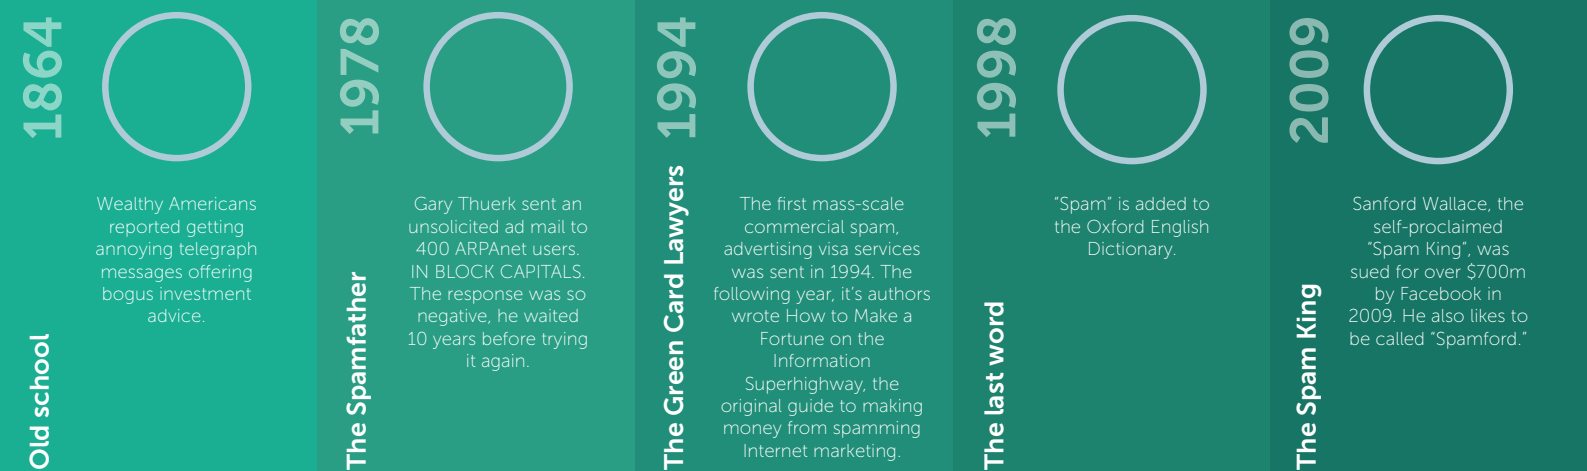 1864
Old school
Wealthy Americans
reported getting
annoying telegraph
messages offering
bogus investment
advice.
1978
The Spamfather
Gary Thuerk sent an
unsolicited ad mail to
400 ARPAnet users.
IN BLOCK CAPITALS.
The response was so
negative, he waited
10 years before trying
it again.
1994
The Green Card Lawyers
The first mass-scale
commercial spam,
advertising visa services
was sent in 1994. The
following year, it’s authors
wrote How to Make a
Fortune on the
Information
Superhighway, the
original guide to making
money from spamming
Internet marketing.
1998
The last word
“Spam” is added to
the Oxford English
Dictionary.
2009
The Spam King
Sanford Wallace, the
self-proclaimed
“Spam King”, was
sued for over $700m
by Facebook in
2009. He also likes to
be called “Spamford.”